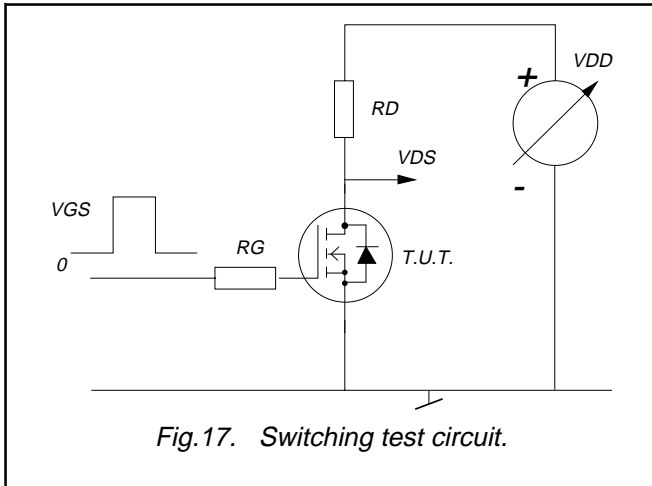 +
VDD
RD
VDS
-
VGS
RG
T.U.T.
0
Fig.17. Switching test circuit.